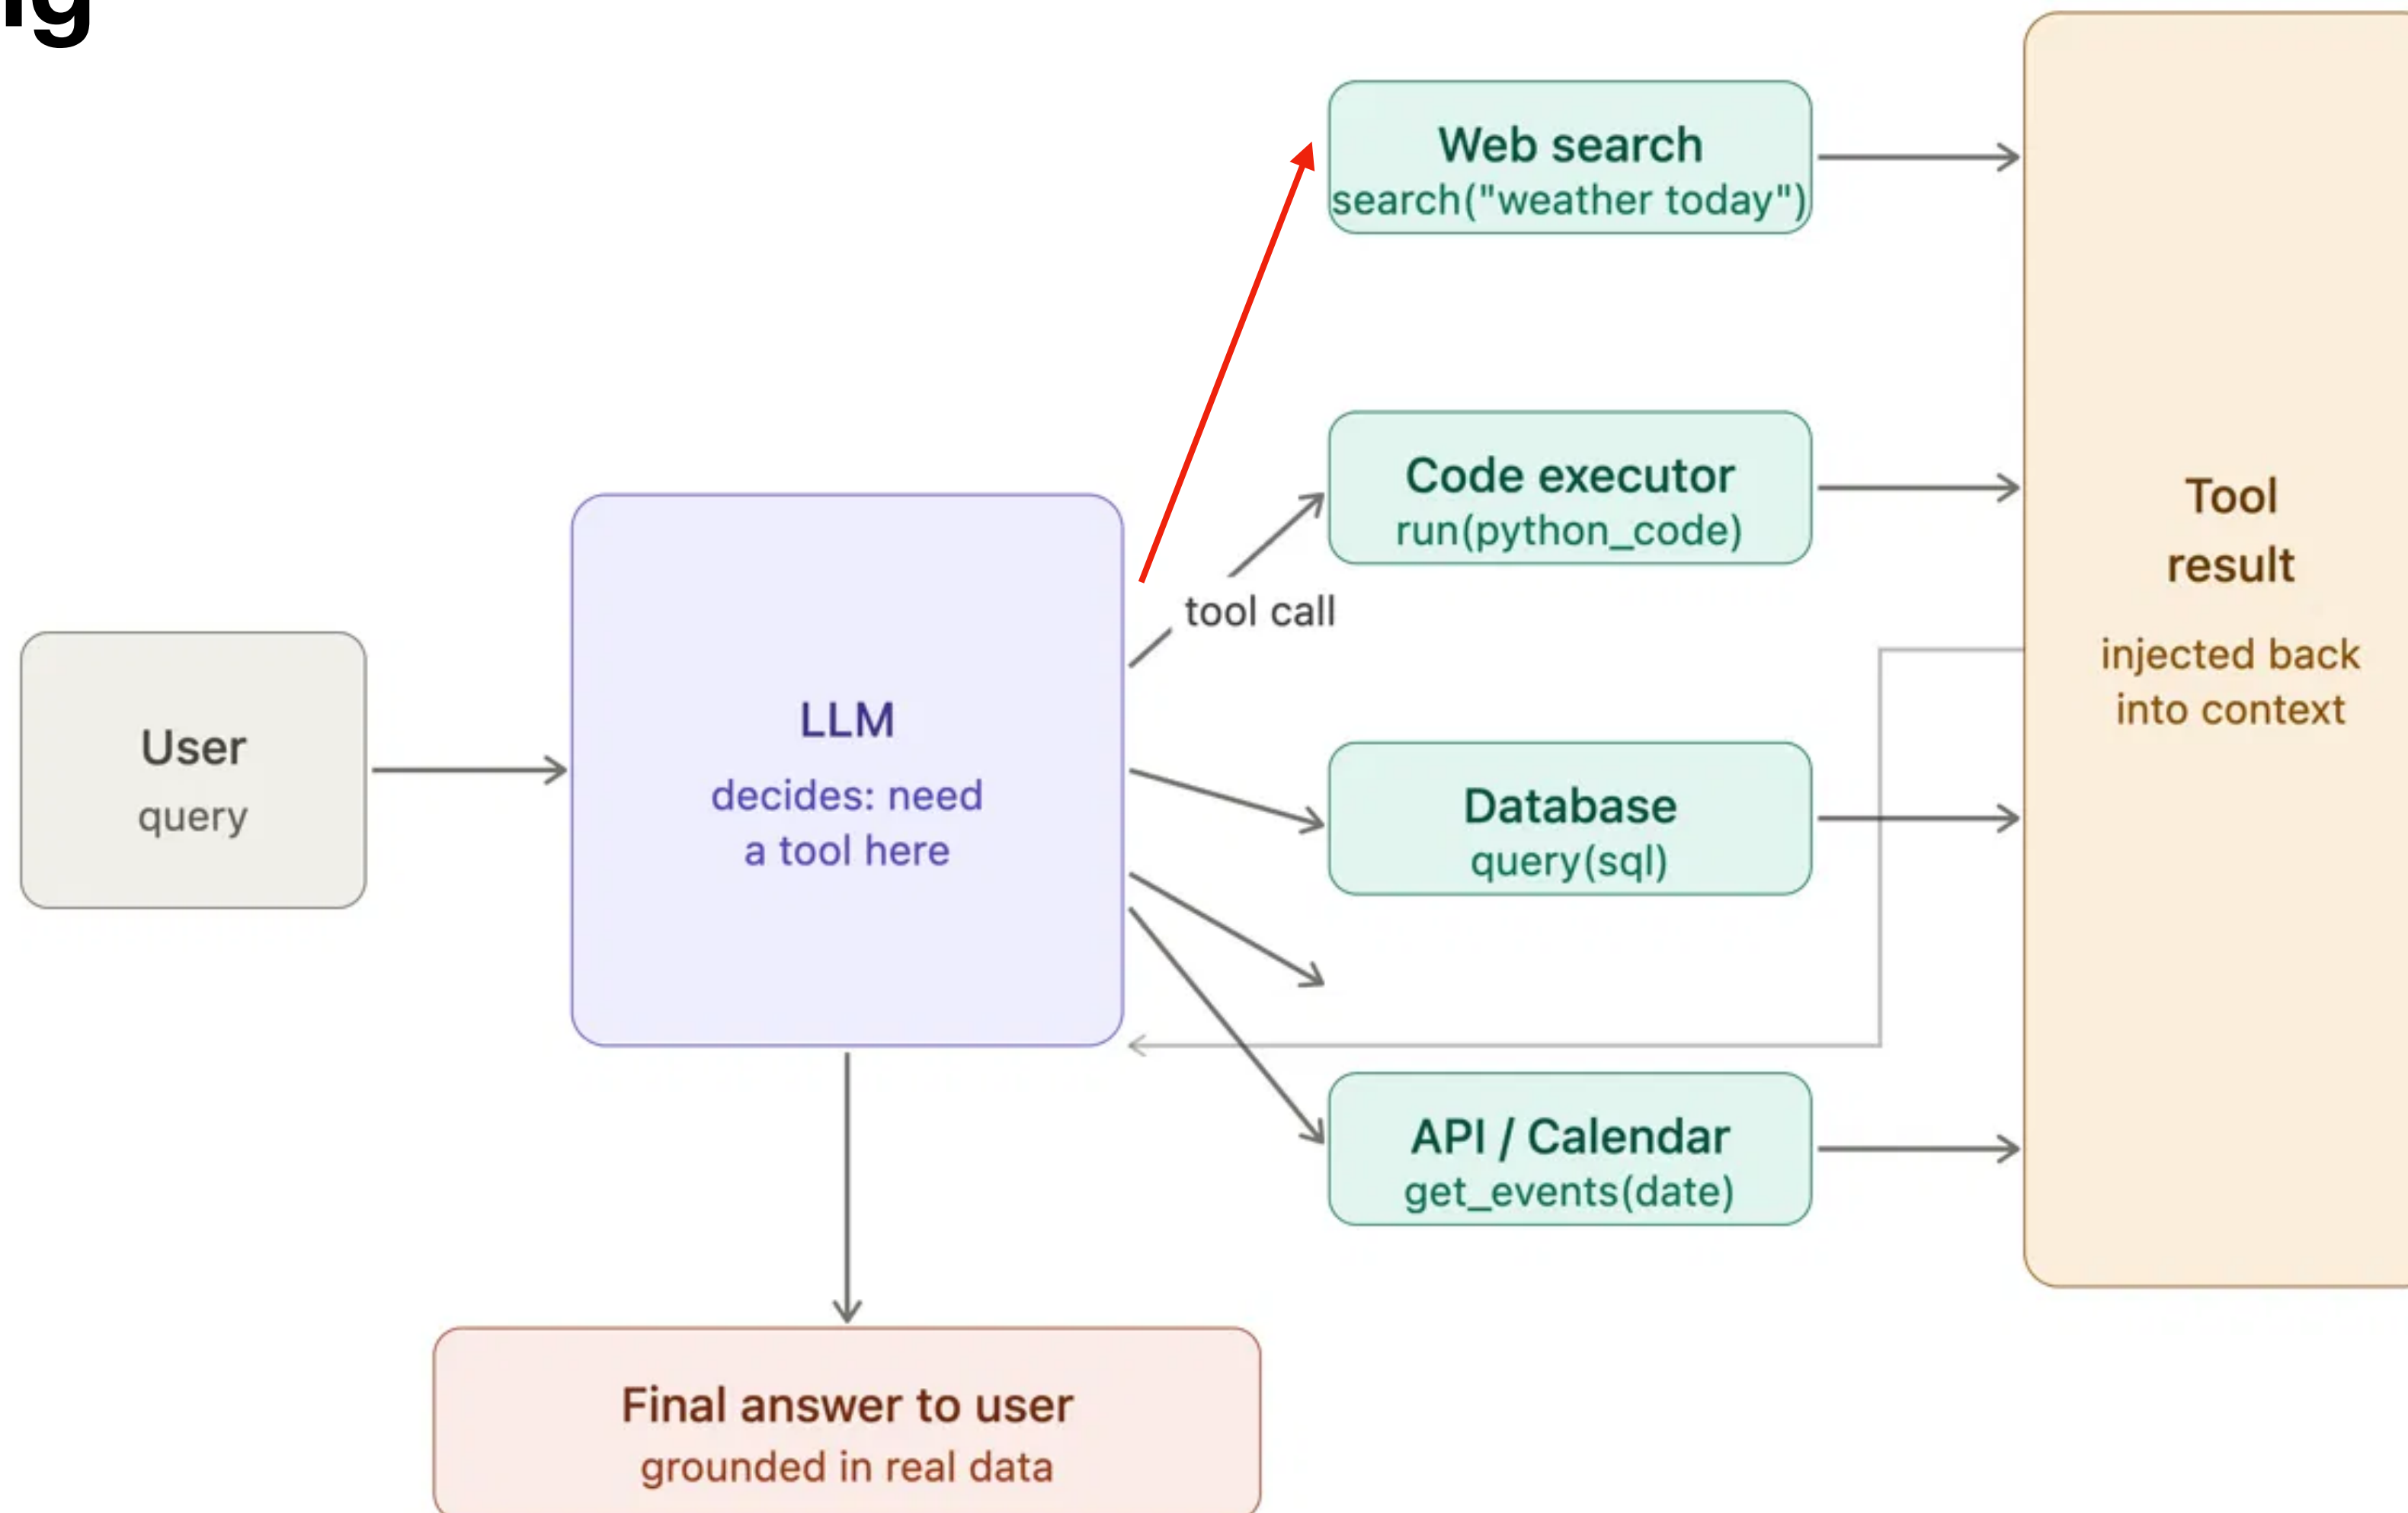 User
query
LLM
decides: need
a tool here
tool call
Web search
search("weather today")
Code executor
run(python_code)
Database
query(sql)
API / Calendar
get_events(date)
Tool
result
injected back
into context
Final answer to user
grounded in real data